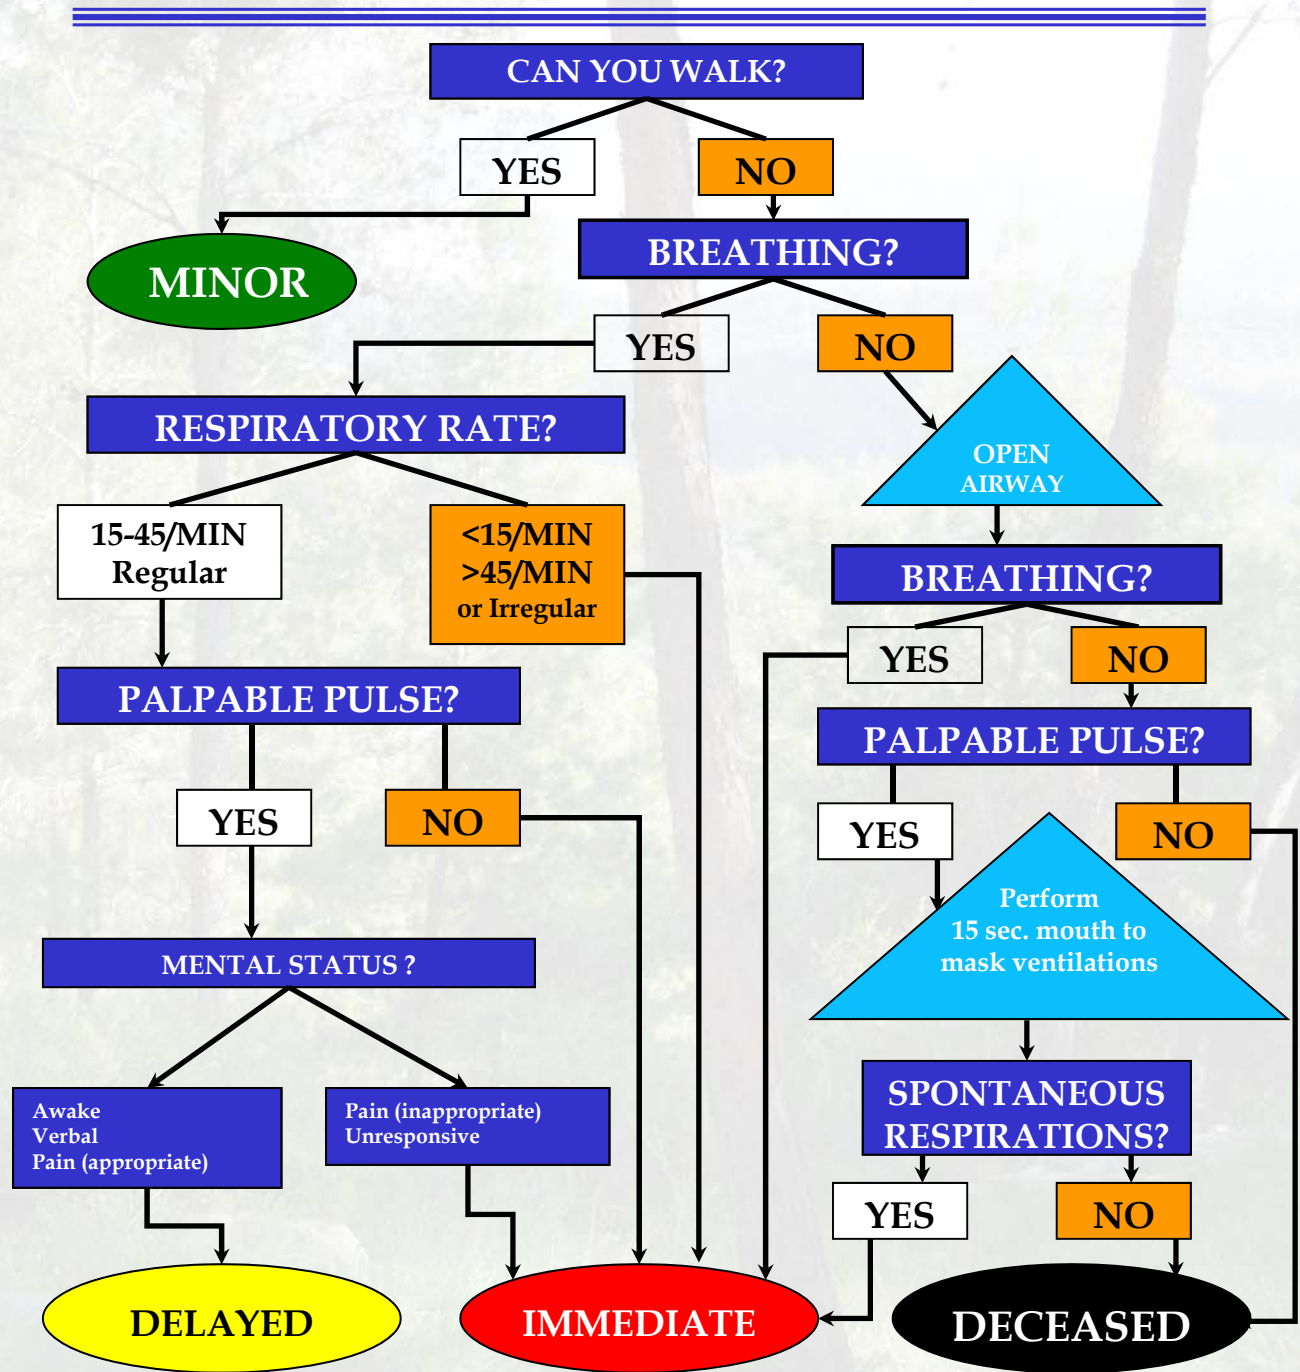 CAN YOU WALK?
YES
NO
BREATHING?
MINOR
YES
NO
RESPIRATORY RATE?
OPEN
AIRWAY
15-45/MIN
Regular
<15/MIN
>45/MIN
or Irregular
BREATHING?
YES
NO
PALPABLE PULSE?
PALPABLE PULSE?
YES
NO
YES
NO
Perform
15 sec. mouth to
mask ventilations
MENTAL STATUS ?
SPONTANEOUS
RESPIRATIONS?
Awake
Verbal
Pain (appropriate)
Pain (inappropriate)
Unresponsive
YES
NO
DELAYED
IMMEDIATE
DECEASED